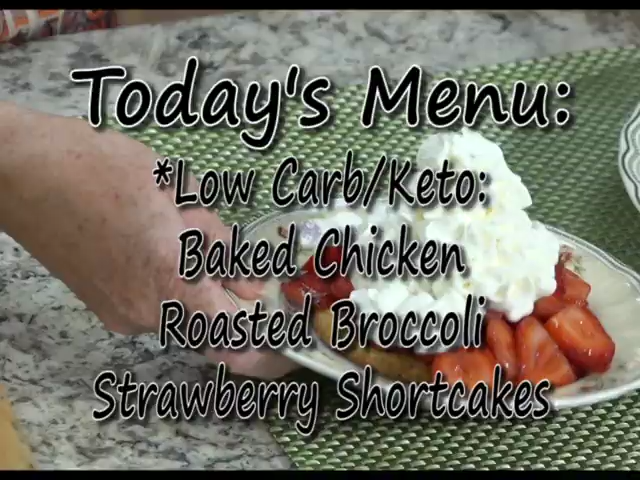 Today's Menu:
*Low Carb/Keto:
Baked Chicken
Roasted Broccoli
Strawberry Shortcakes